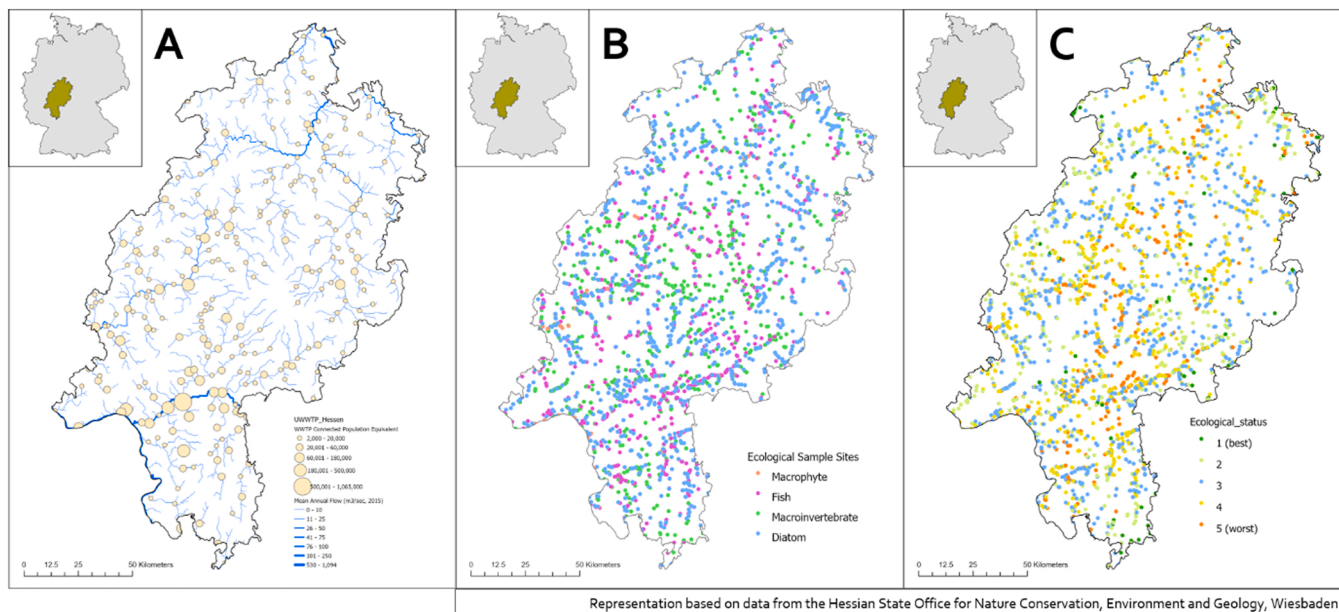 A
UWWTP_Hessen
WWTP Connected Population Equivalent
2,000 - 20,000
20,001 - 60,000
60,001 - 180,000
180,001 - 500,000
500,001 - 1,065,000
Mean Annual Flow (m3/sec, 2015)
0 - 10
11 - 25
26 - 50
41 - 75
76 - 100
101 - 250
530 - 1,094
0 12.5 25 50 Kilometers
B
Ecological Sample Sites
Macrophyte
Fish
Macroinvertebrate
Diatom
0 12.5 25 50 Kilometers
C
Ecological_status
1 (best)
2
3
4
5 (worst)
0 12.5 25 50 Kilometers
Representation based on data from the Hessian State Office for Nature Conservation, Environment and Geology, Wiesbaden